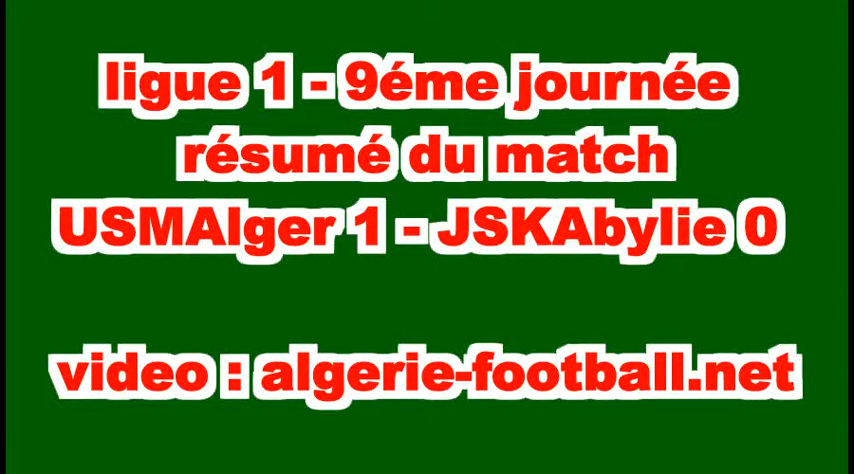 ligue 1 - 9éme journée
résumé du match
USMAlger 1 - JSKAbylie 0
video : algerie-football.net